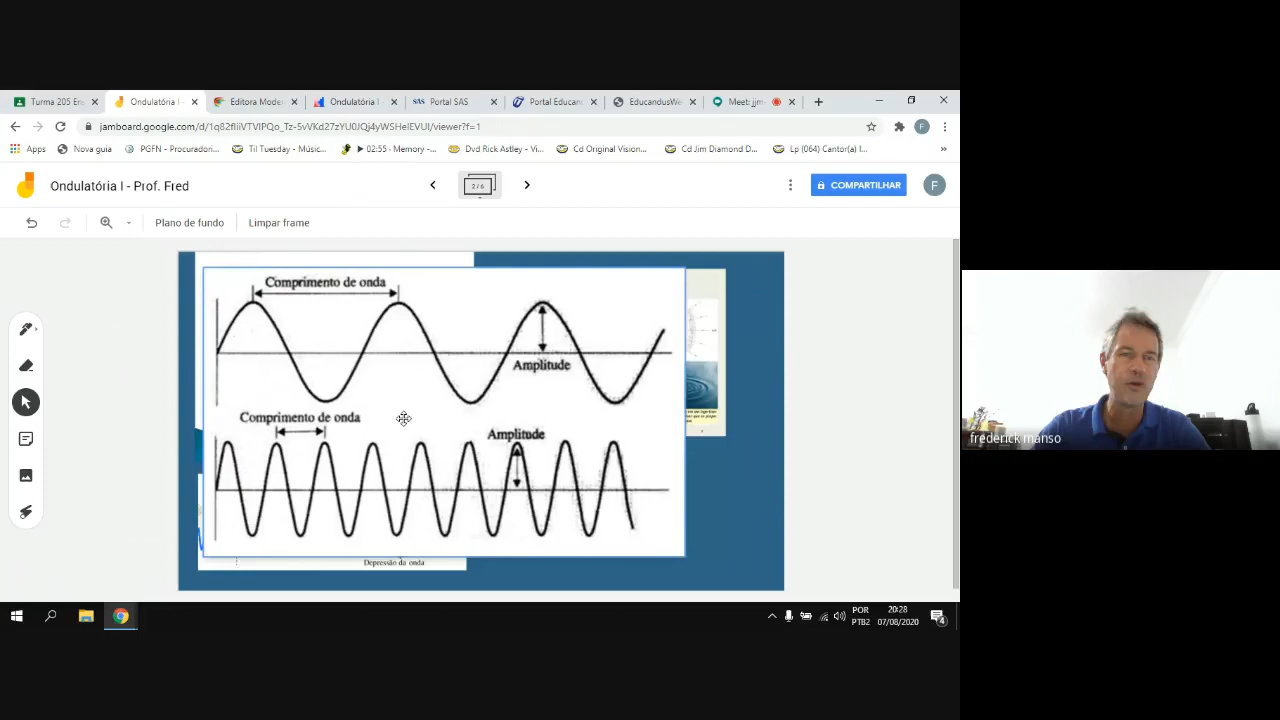 Turma 205 En
Ondulatória I -
Editora Mode
Ondulatória I -
Portal SAS
Portal Educan
EducandusWe
Meet: jjm-
jamboard.google.com/d/1q82fIiiVTVIPQo_Tz-5vVKd27zYU0JQj4yWSHeIEVUI/viewer?f=1
Apps
Nova guia
PGFN - Procuradori...
Til Tuesday - Músic...
02:55 · Memory -...
Dvd Rick Astley - Vi...
Cd Original Vision...
Cd Jim Diamond D...
Lp (064) Cantor(a) I...
»
Ondulatória I - Prof. Fred
2 / 6
COMPARTILHAR
F
Plano de fundo
Limpar frame
Comprimento de onda
Amplitude
Comprimento de onda
Amplitude
Depressão da onda
frederick manso
POR
PTB2
20:28
07/08/2020
4